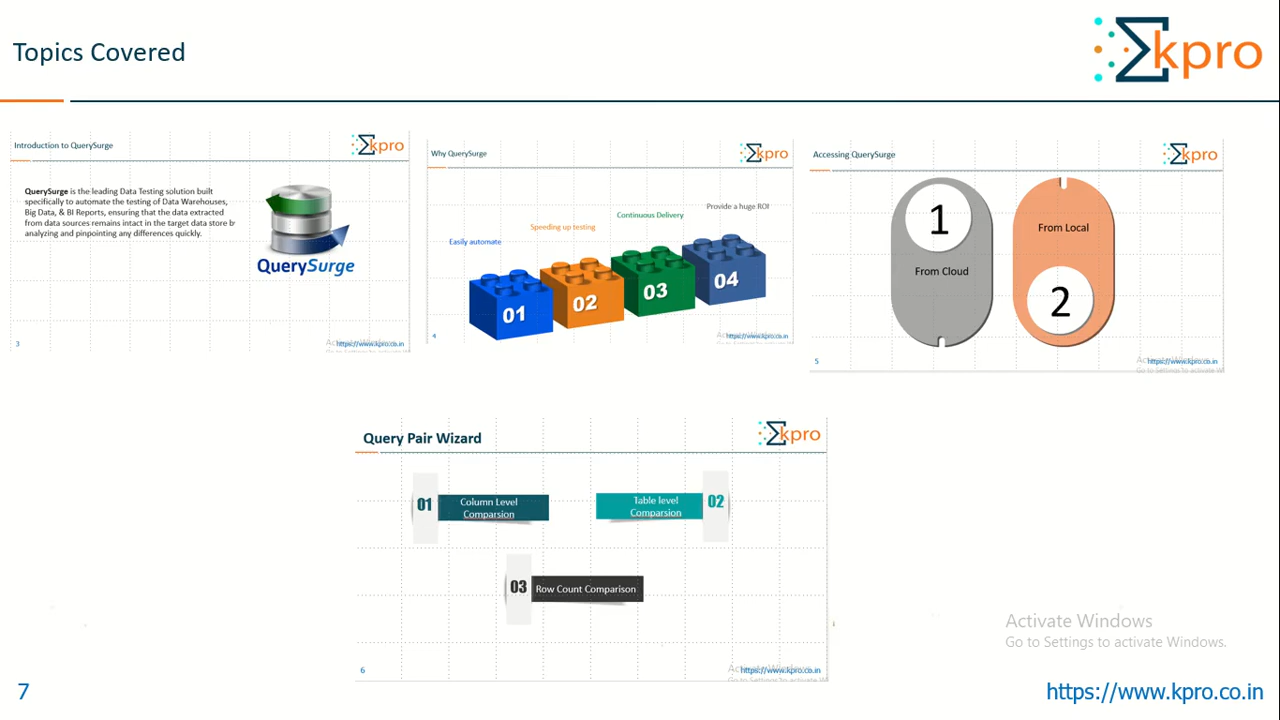 Topics Covered
kpro
Introduction to QuerySurge
kpro
QuerySurge is the leading Data Testing solution built
specifically to automate the testing of Data Warehouses,
Big Data, & BI Reports, ensuring that the data extracted
from data sources remains intact in the target data store
analyzing and pinpointing any differences quickly.
QuerySurge
3
https://www.kpro.co.in
Why QuerySurge
kpro
Provide a huge ROI
Continuous Delivery
Speeding up testing
Easily automate
01
02
03
04
4
https://www.kpro.co.in
Accessing QuerySurge
kpro
1
From Cloud
From Local
2
5
https://www.kpro.co.in
Go to Settings to activate
Query Pair Wizard
kpro
01
Column Level
Comparsion
Table level
Comparsion
02
03
Row Count Comparison
6
https://www.kpro.co.in
Activate Windows
Go to Settings to activate Windows.
7
https://www.kpro.co.in